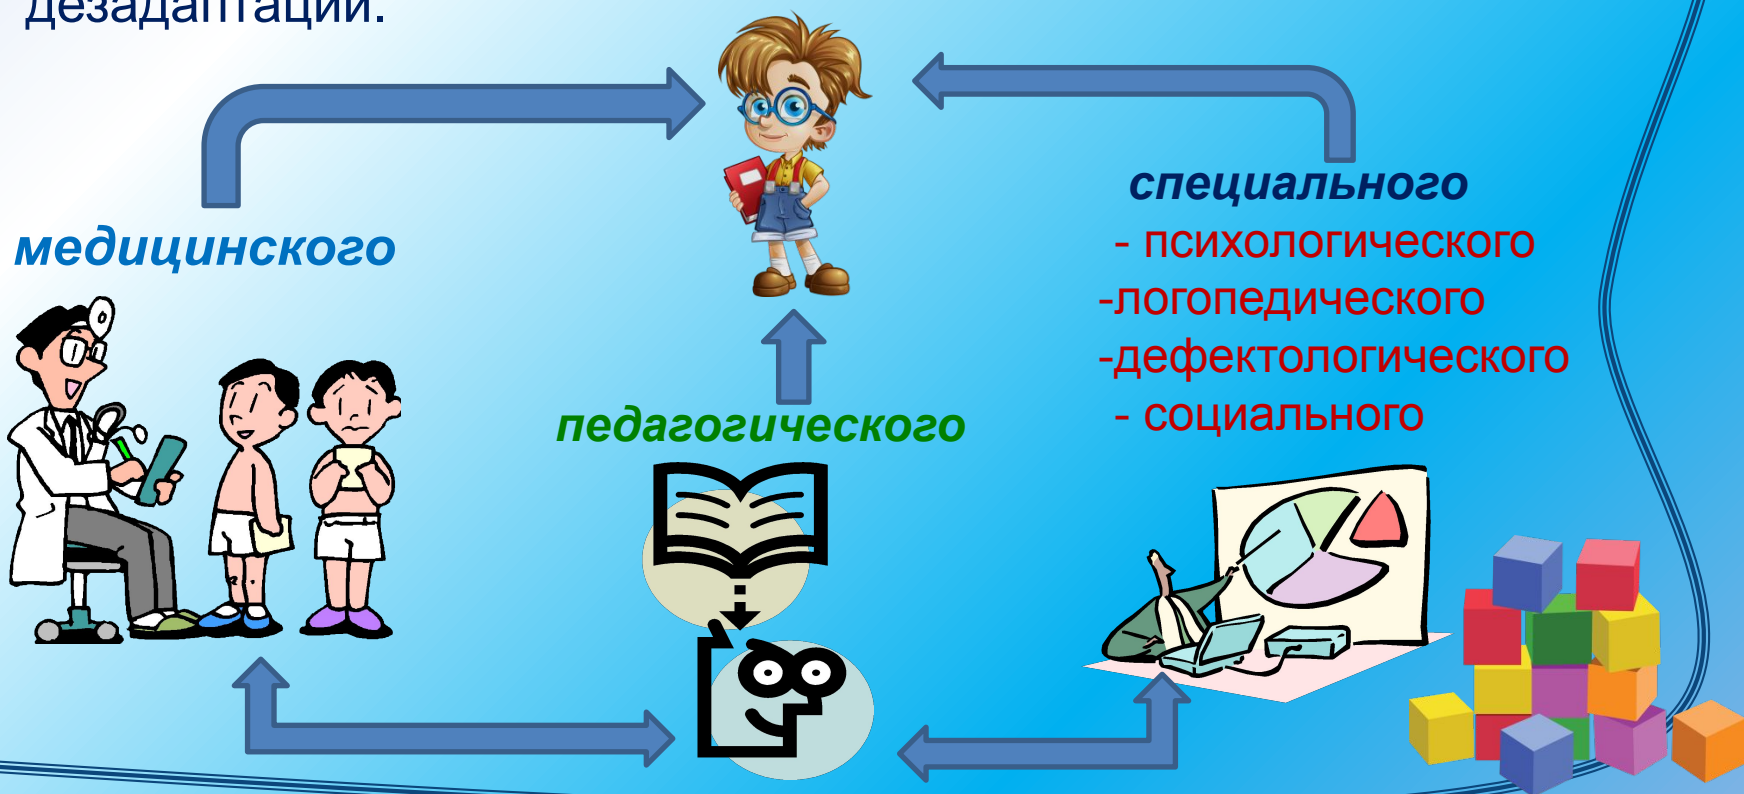 дезадаптации.
специального
- психологического
медицинского
-логопедического
-дефектологического
педагогического
- социального